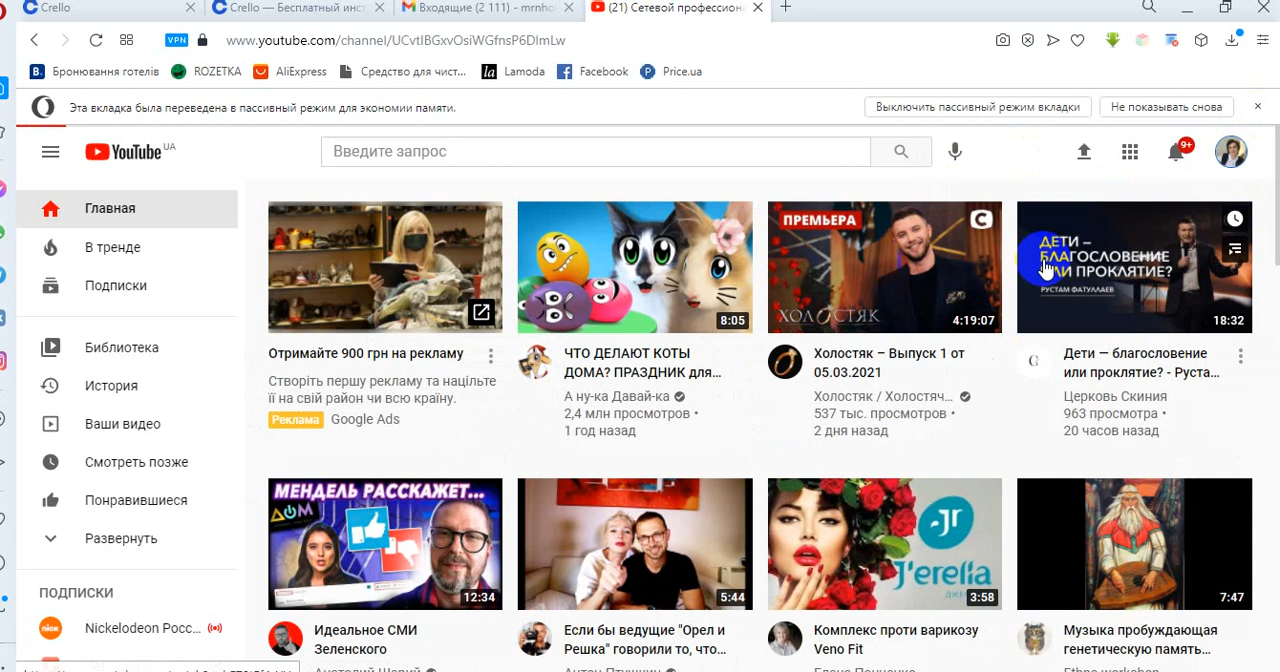 Crello
Crello — Бесплатный инст
Входящие (2 111) - mrnho
(21) Сетевой профессиона
VPN
www.youtube.com/channel/UCvtIBGxvOsiWGfnsP6DImLw
B. Бронювання готелів
ROZETKA
AliExpress
Средство для чист...
la Lamoda
Facebook
Price.ua
Эта вкладка была переведена в пассивный режим для экономии памяти.
Выключить пассивный режим вкладки
Не показывать снова
YouTube UA
Введите запрос
9+
Главная
В тренде
Подписки
Библиотека
История
Ваши видео
Смотреть позже
Понравившиеся
Развернуть
ПОДПИСКИ
Nickelodeon Росс...
8:05
ПРЕМЬЕРА
ХОЛОСТЯК
4:19:07
ДЕТИ –
БЛАГОСЛОВЕНИЕ
ИЛИ ПРОКЛЯТИЕ?
РУСТАМ ФАТУЛЛАЕВ
18:32
Отримайте 900 грн на рекламу
Створіть першу рекламу та націльте
її на свій район чи всю країну.
Реклама Google Ads
ЧТО ДЕЛАЮТ КОТЫ
ДОМА? ПРАЗДНИК для...
А ну-ка Давай-ка
2,4 млн просмотров •
1 год назад
Холостяк – Выпуск 1 от
05.03.2021
Холостяк / Холостяч...
537 тыс. просмотров •
2 дня назад
Дети — благословение
или проклятие? - Руста...
Церковь Скиния
963 просмотра •
20 часов назад
МЕНДЕЛЬ РАССКАЖЕТ...
ДОМ
12:34
5:44
Jr
J'erelia
3:58
7:47
Идеальное СМИ
Зеленского
Если бы ведущие "Орел и
Решка" говорили то, что...
Комплекс проти варикозу
Veno Fit
Музыка пробуждающая
генетическую память...